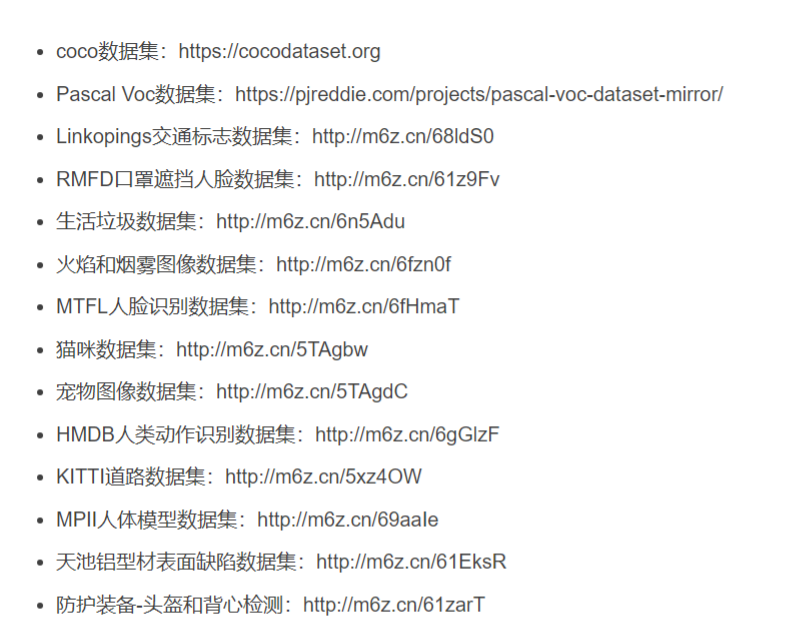 coco数据集：https://cocodataset.org
Pascal Voc数据集：https://pjreddie.com/projects/pascal-voc-dataset-mirror/
Linkopings交通标志数据集：http://m6z.cn/68ldS0
RMFD口罩遮挡人脸数据集：http://m6z.cn/61z9Fv
生活垃圾数据集：http://m6z.cn/6n5Adu
火焰和烟雾图像数据集：http://m6z.cn/6fzn0f
MTFL人脸识别数据集：http://m6z.cn/6fHmaT
猫咪数据集：http://m6z.cn/5TAgbw
宠物图像数据集：http://m6z.cn/5TAgdC
HMDB人类动作识别数据集：http://m6z.cn/6gGlzF
KITTI道路数据集：http://m6z.cn/5xz4OW
MPII人体模型数据集：http://m6z.cn/69aaIe
天池铝型材表面缺陷数据集：http://m6z.cn/61EksR
防护装备-头盔和背心检测：http://m6z.cn/61zarT